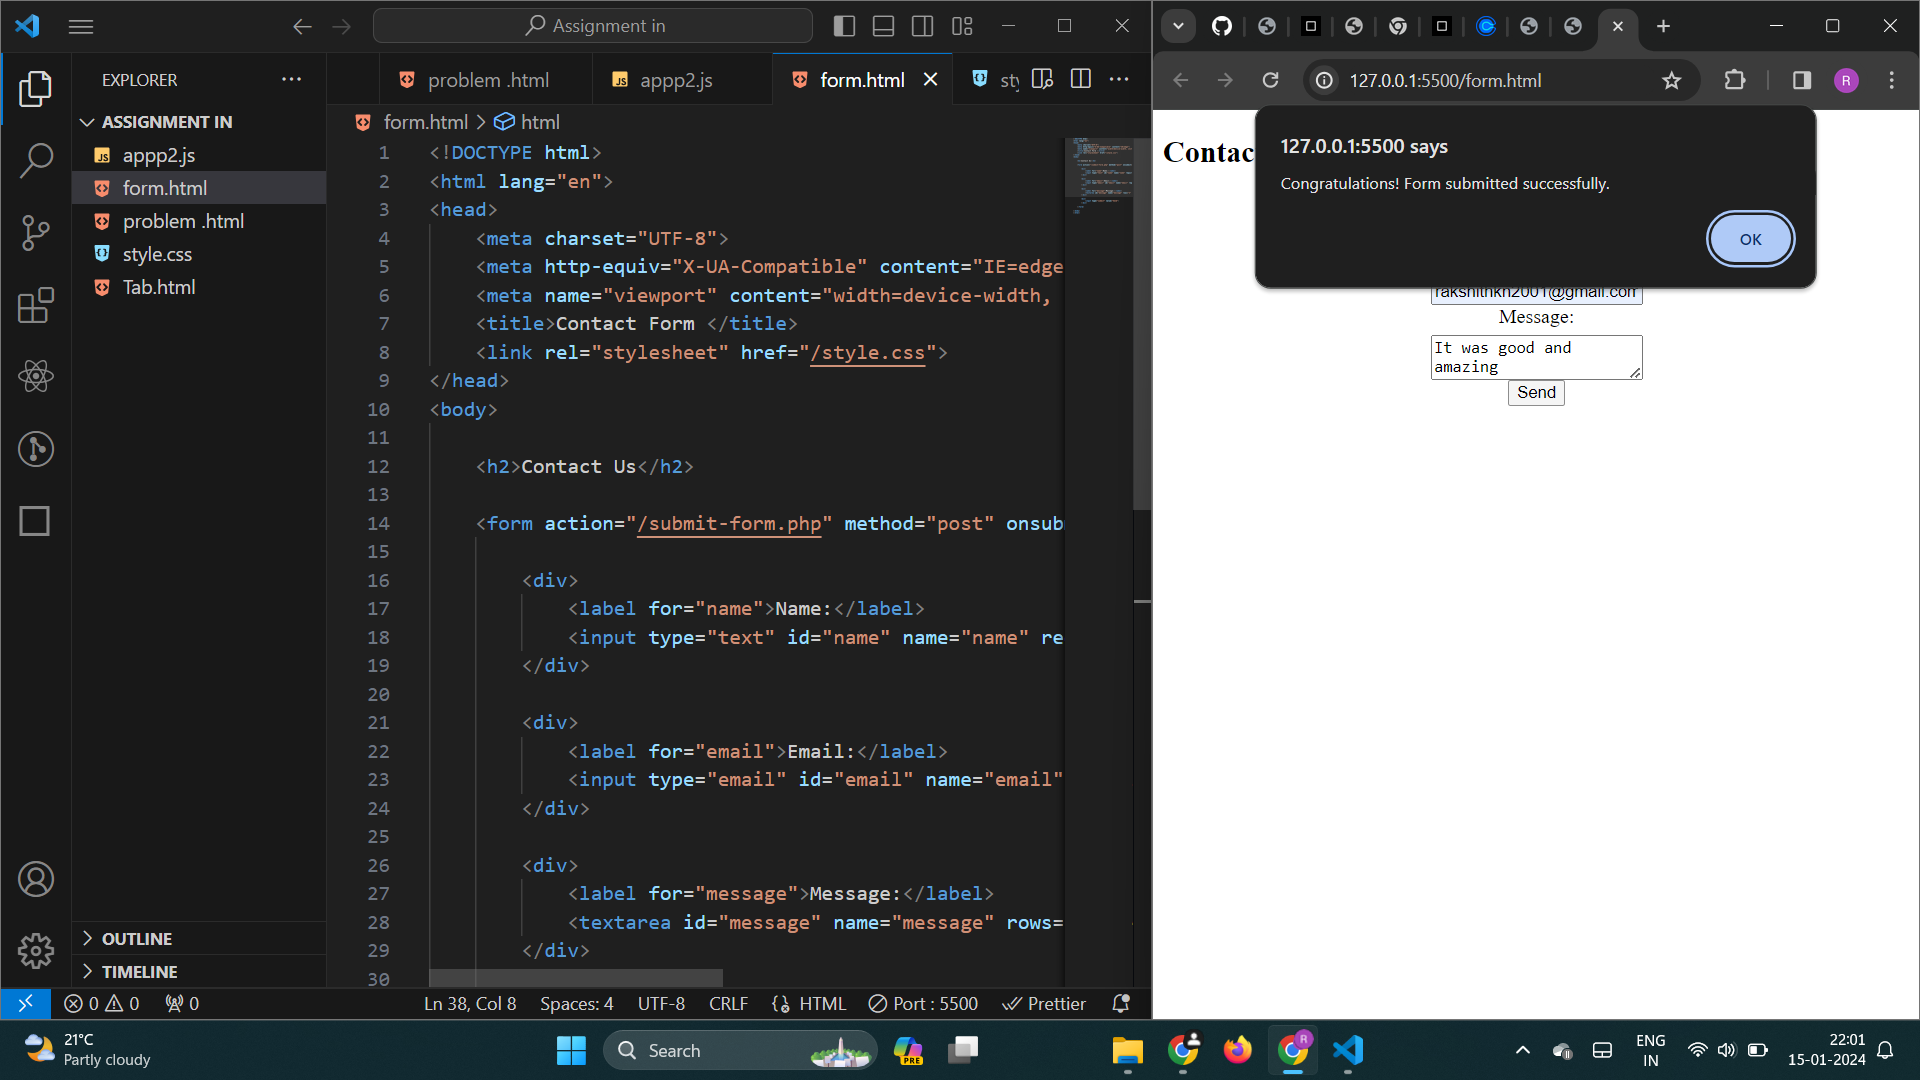 Assignment in
EXPLORER
ASSIGNMENT IN
appp2.js
form.html
problem .html
style.css
Tab.html
OUTLINE
TIMELINE
problem .html
appp2.js
form.html
sty
form.html > html
1 <!DOCTYPE html>
2 <html lang="en">
3 <head>
4 <meta charset="UTF-8">
5 <meta http-equiv="X-UA-Compatible" content="IE=edge
6 <meta name="viewport" content="width=device-width,
7 <title>Contact Form </title>
8 <link rel="stylesheet" href="/style.css">
9 </head>
10 <body>
11
12 <h2>Contact Us</h2>
13
14 <form action="/submit-form.php" method="post" onsub
15
16 <div>
17 <label for="name">Name:</label>
18 <input type="text" id="name" name="name" re
19 </div>
20
21 <div>
22 <label for="email">Email:</label>
23 <input type="email" id="email" name="email"
24 </div>
25
26 <div>
27 <label for="message">Message:</label>
28 <textarea id="message" name="message" rows=
29 </div>
30
0 0 0
Ln 38, Col 8 Spaces: 4 UTF-8 CRLF HTML Port : 5500 Prettier
127.0.0.1:5500/form.html
R
Contac
127.0.0.1:5500 says
Congratulations! Form submitted successfully.
OK
rakshithkh2001@gmail.com
Message:
It was good and
amazing
Send
21°C
Partly cloudy
Search
PRE
R
ENG
IN
22:01
15-01-2024